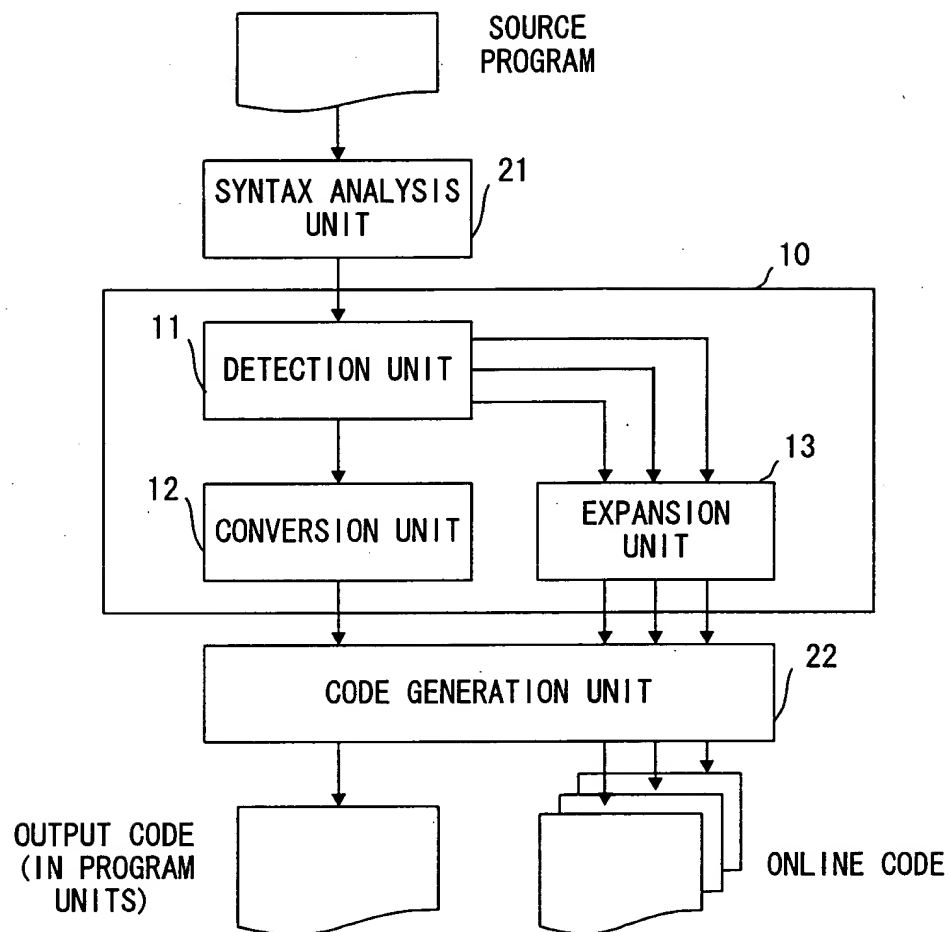 SOURCE
PROGRAM
21
SYNTAX ANALYSIS
UNIT
10
11
DETECTION UNIT
13
12
CONVERSION UNIT
EXPANSION
UNIT
22
CODE GENERATION UNIT
OUTPUT CODE
(IN PROGRAM
UNITS)
ONLINE CODE